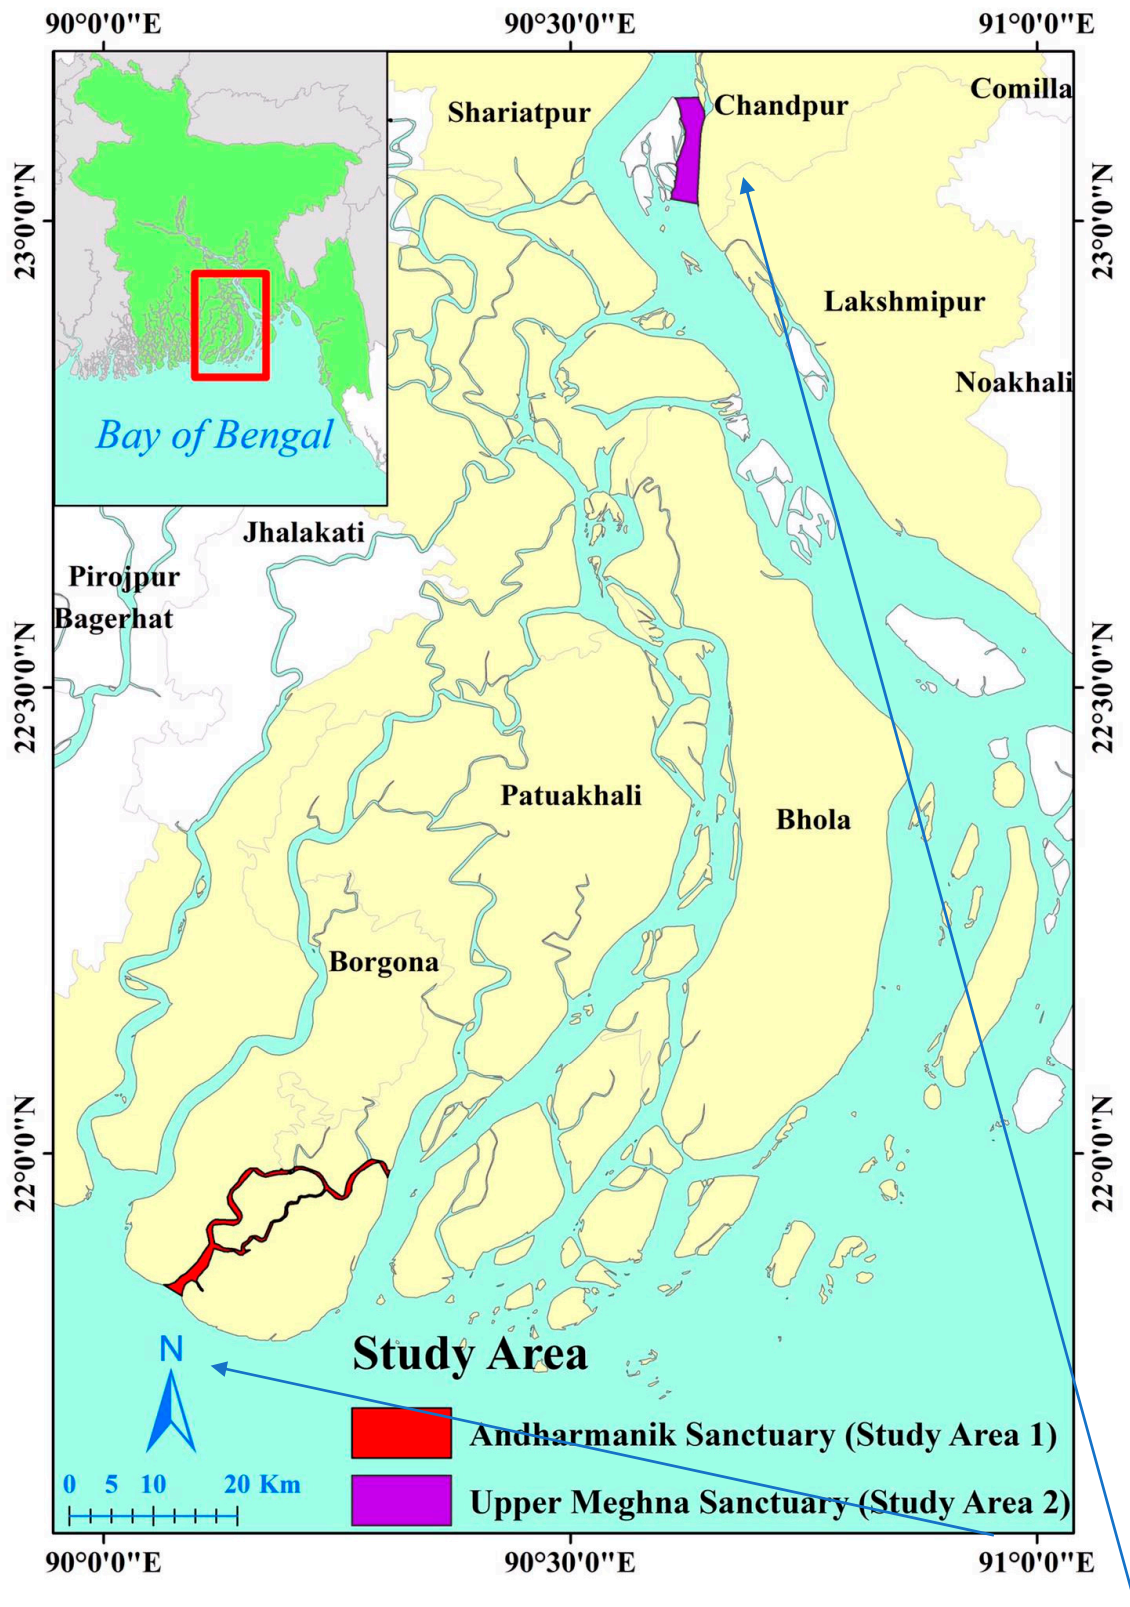 90°0'0"E
90°30'0"E
91°0'0"E
Comilla
Shariatpur
Chandpur
23°0'0"N
23°0'0"N
Lakshmipur
Noakhali
Bay of Bengal
Jhalakati
Pirojpur
Bagerhat
22°30'0"N
22°30'0"N
Patuakhali
Bhola
Borgona
22°0'0"N
22°0'0"N
N
Study Area
Andharmanik Sanctuary (Study Area 1)
0 5 10 20 Km
Upper Meghna Sanctuary (Study Area 2)
90°0'0"E
90°30'0"E
91°0'0"E